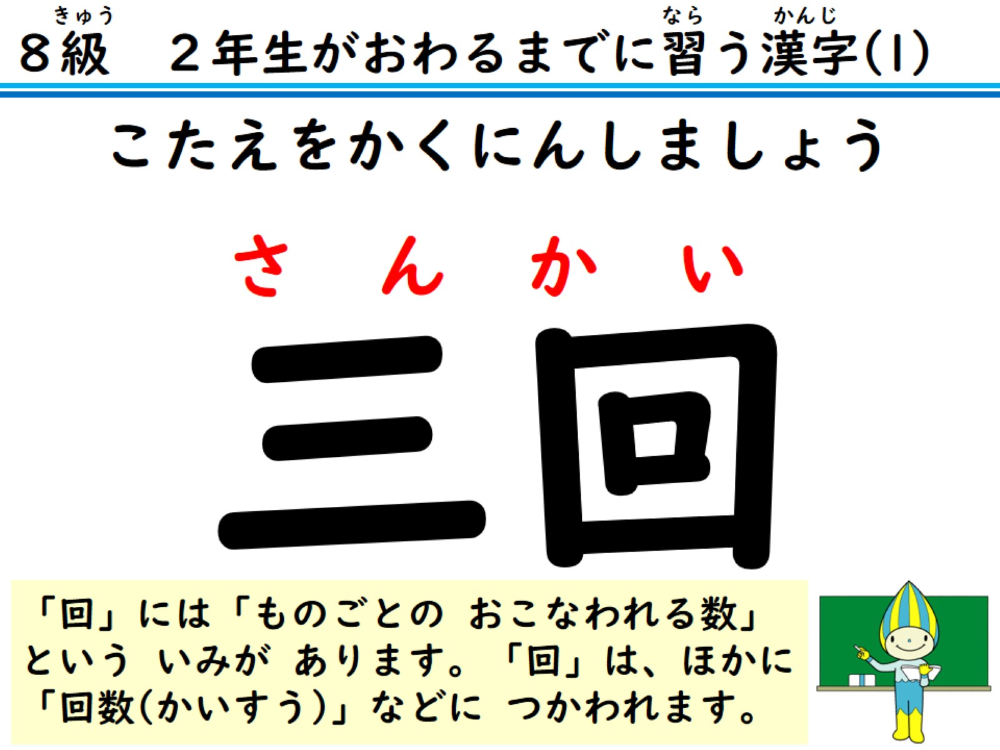 きゅう なら かんじ
８級　２年生がおわるまでに習う漢字(1)
こたえをかくにんしましょう
さ ん か い
三回
「回」には「ものごとの おこなわれる数」
という いみが あります。「回」は、ほかに
「回数(かいすう)」などに つかわれます。